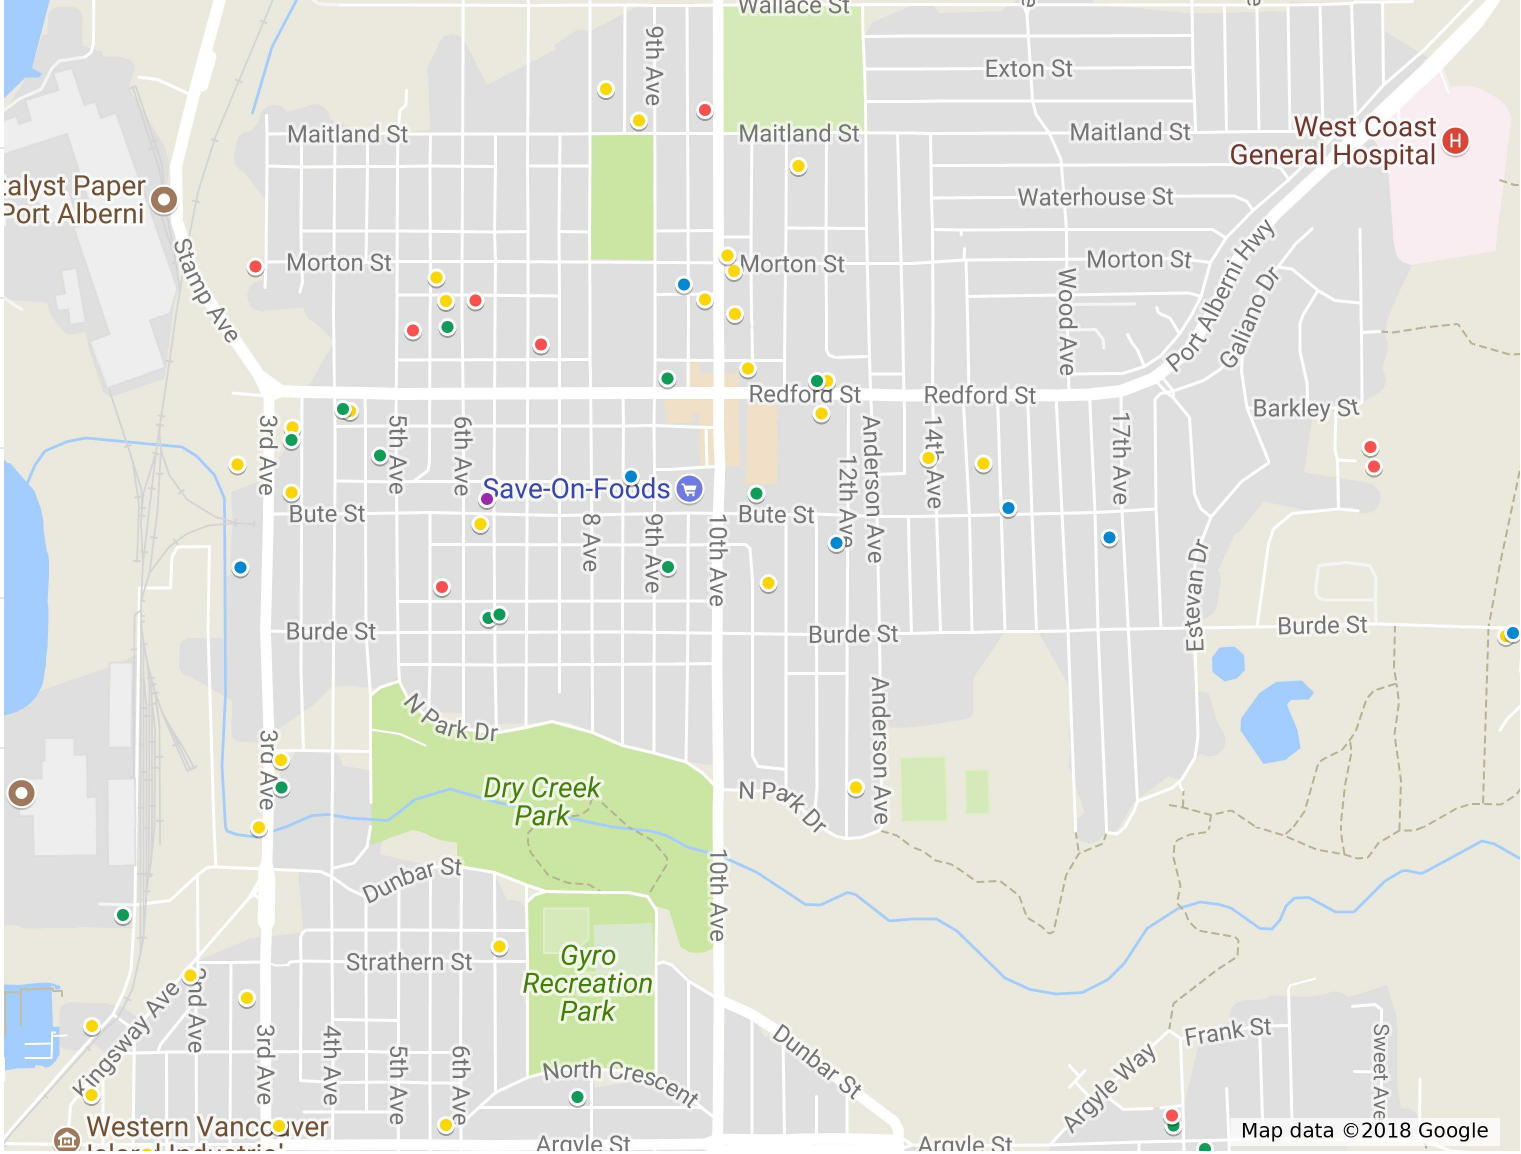 Wallace St
9th Ave
Exton St
Maitland St
Maitland St
Maitland St
West Coast
General Hospital
H
talyst Paper
Port Alberni
Waterhouse St
Stamp Ave
Morton St
Morton St
Morton St
Wood Ave
Port Alberni Hwy
Galiano Dr
Redford St
Redford St
Barkley St
3rd Ave
5th Ave
6th Ave
Anderson Ave
14th Ave
17th Ave
12th Ave
Save-On-Foods
Bute St
Bute St
8 Ave
9th Ave
10th Ave
Estevan Dr
Burde St
Burde St
Burde St
N Park Dr
Anderson Ave
3rd Ave
Dry Creek
Park
N Park Dr
Dunbar St
10th Ave
Strathern St
Gyro
Recreation
Park
Kingsway Ave
2nd Ave
3rd Ave
4th Ave
5th Ave
6th Ave
North Crescent
Dunbar St
Argyle Way
Frank St
Sweet Ave
Western Vancouver
Island Industrial
Argyle St
Argyle St
Map data ©2018 Google